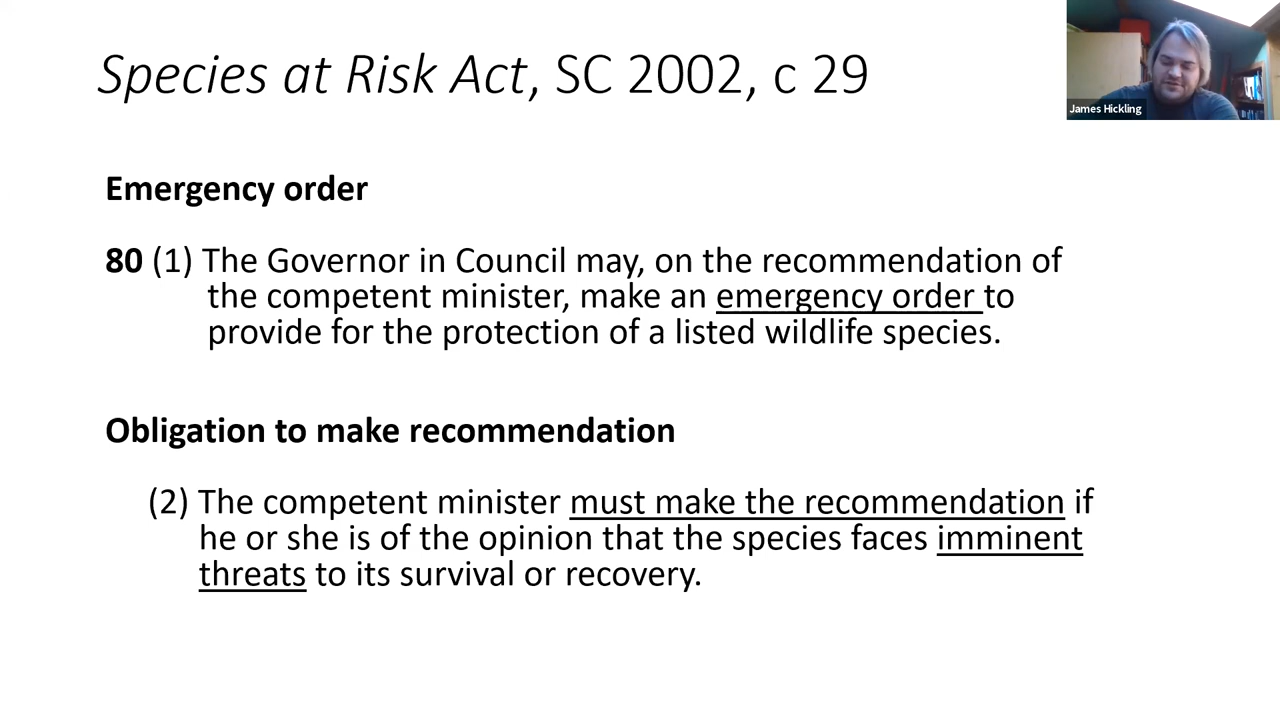 Species at Risk Act, SC 2002, c 29
James Hickling
Emergency order
80 (1) The Governor in Council may, on the recommendation of
the competent minister, make an emergency order to
provide for the protection of a listed wildlife species.
Obligation to make recommendation
(2) The competent minister must make the recommendation if
he or she is of the opinion that the species faces imminent
threats to its survival or recovery.